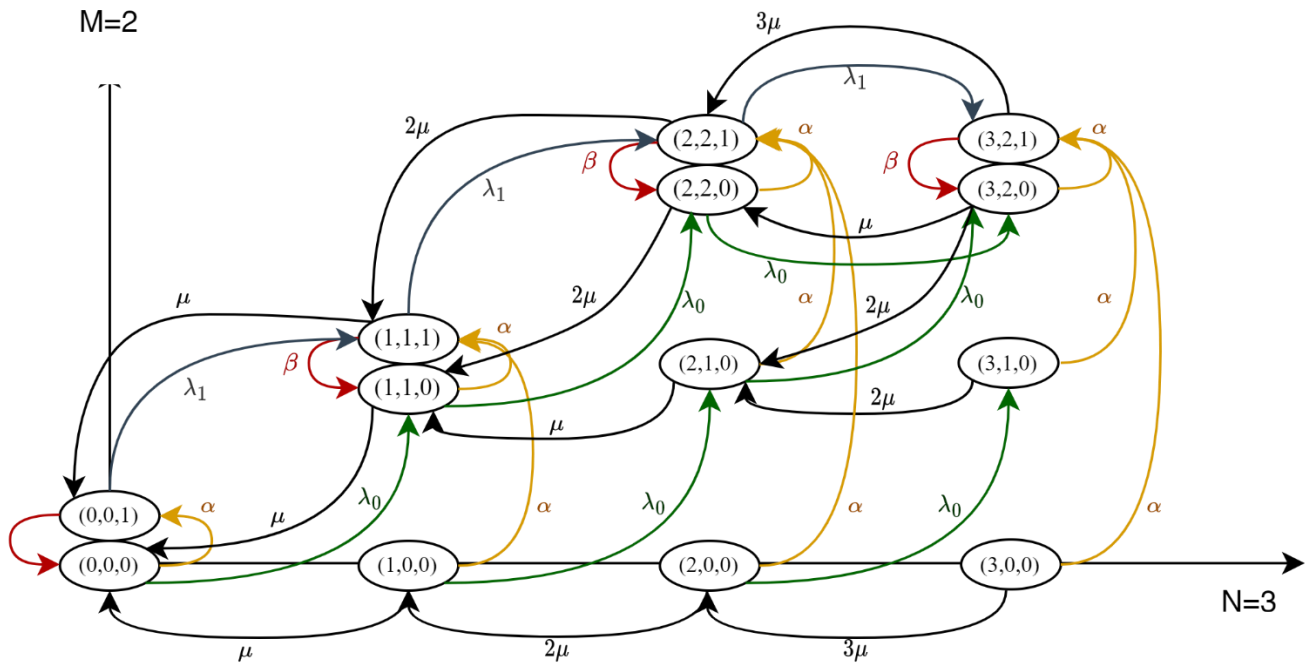 M=2
3μ
λ₁
2μ
(2,2,1)
α
(3,2,1)
α
β
β
λ₁
(2,2,0)
(3,2,0)
μ
λ₀
2μ
α
2μ
λ₀
α
μ
λ₀
(1,1,1)
α
β
(2,1,0)
(3,1,0)
λ₁
(1,1,0)
2μ
μ
(0,0,1)
α
μ
λ₀
α
λ₀
α
λ₀
α
(0,0,0)
(1,0,0)
(2,0,0)
(3,0,0)
N=3
μ
2μ
3μ